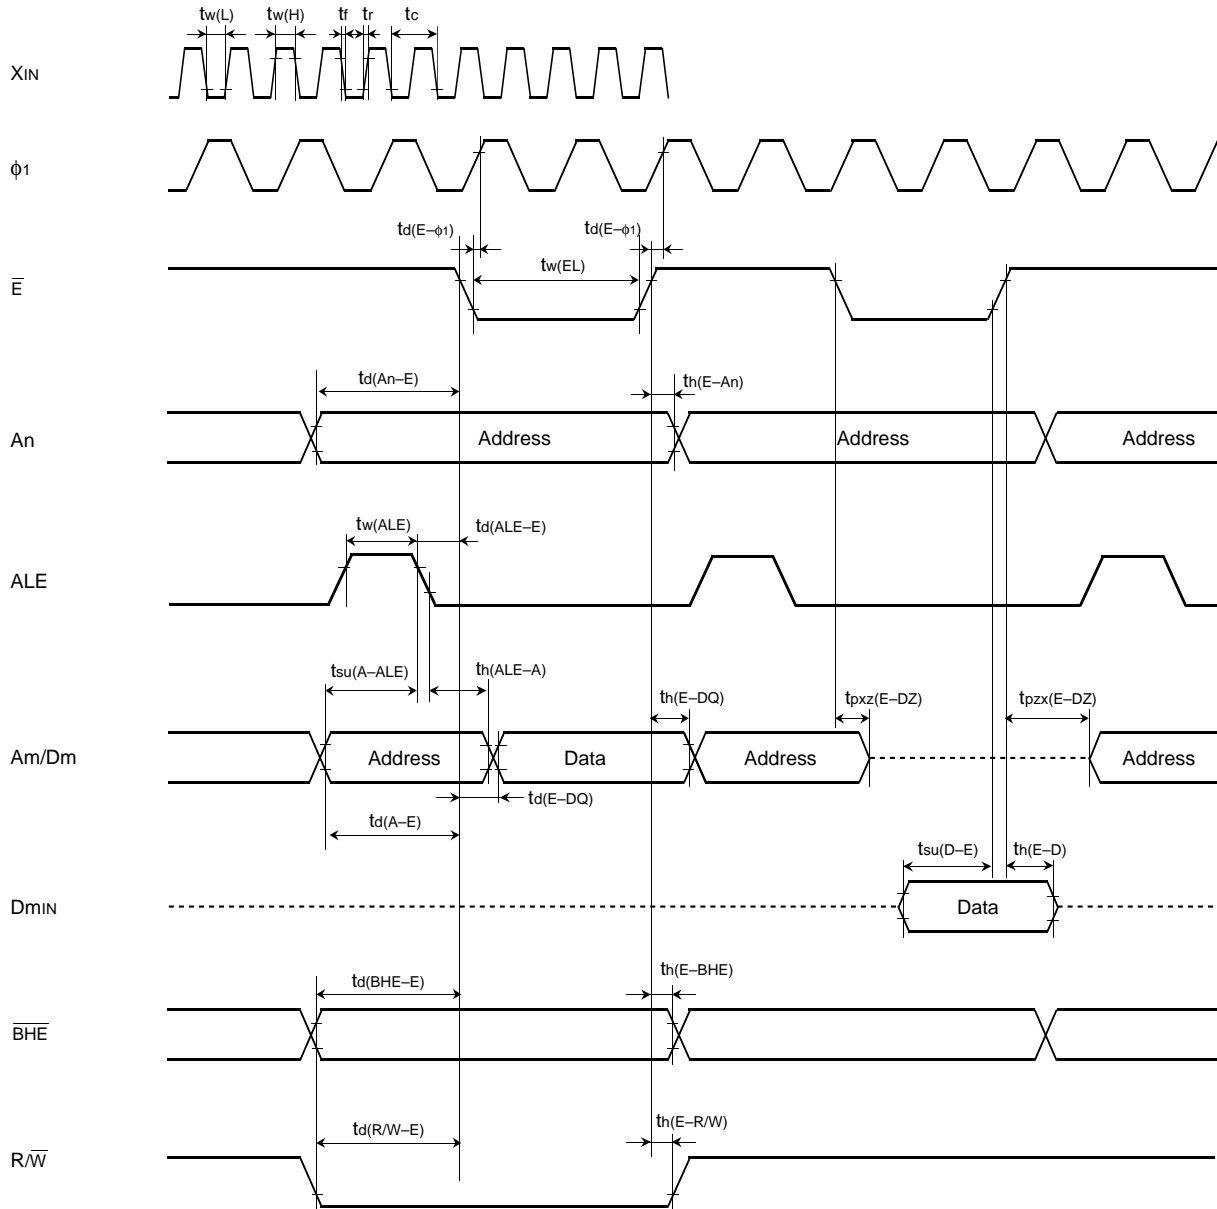 tw(L) tw(H) tf tr tc
XIN
ϕ1
td(E–ϕ1) td(E–ϕ1)
tw(EL)
E̅
td(An–E) th(E–An)
An Address Address Address
tw(ALE) td(ALE–E)
ALE
tsu(A–ALE) th(ALE–A) th(E–DQ) tpxz(E–DZ) tpzx(E–DZ)
Am/Dm Address Data Address Address
td(E–DQ)
td(A–E)
tsu(D–E) th(E–D)
DmIN Data
td(BHE–E) th(E–BHE)
B̅H̅E̅
td(R/W–E) th(E–R/W)
R/W̅